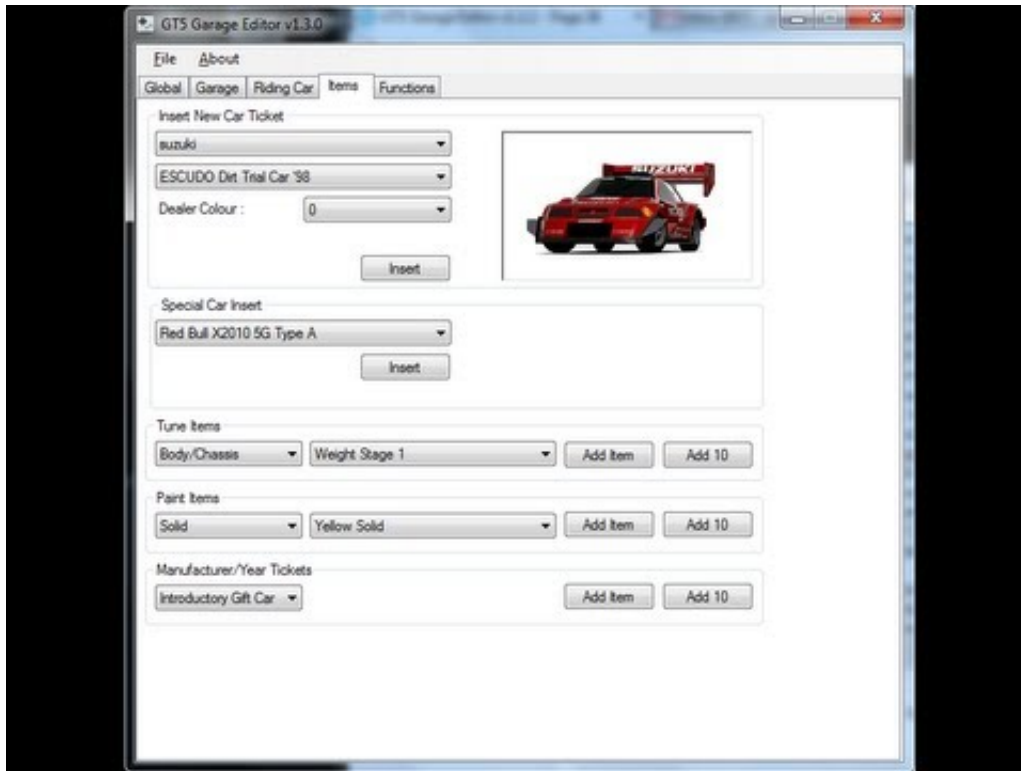 GT5 Garage Editor v1.3.0
File About
Global Garage Riding Car Items Functions
Insert New Car Ticket
suzuki
ESCUDO Dirt Trial Car '98
Dealer Colour : 0
SUZUKI
Insert
Special Car Insert
Red Bull X2010 5G Type A
Insert
Tune Items
Body/Chassis Weight Stage 1 Add Item Add 10
Paint Items
Solid Yellow Solid Add Item Add 10
Manufacturer/Year Tickets
Introductory Gift Car Add Item Add 10